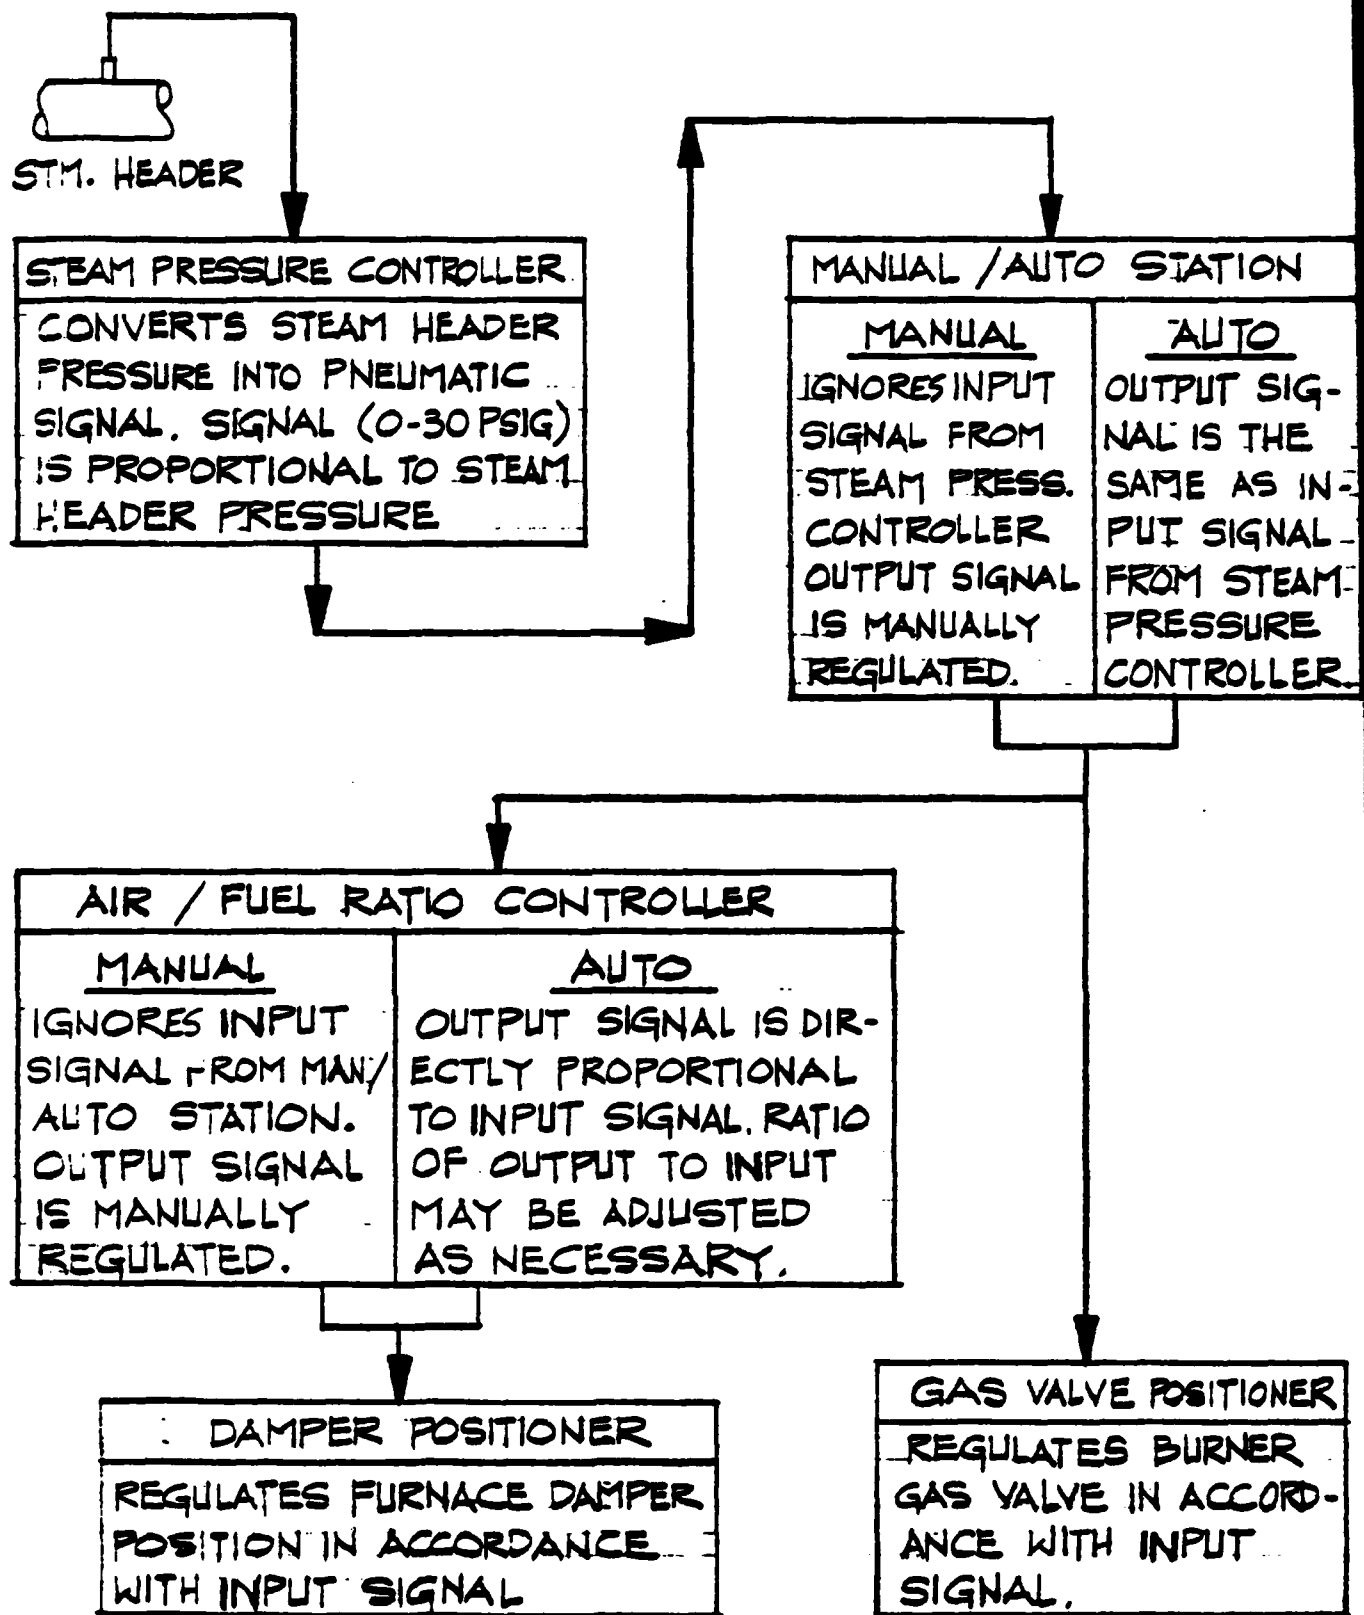 STM. HEADER
STEAM PRESSURE CONTROLLER
CONVERTS STEAM HEADER
PRESSURE INTO PNEUMATIC
SIGNAL. SIGNAL (0-30 PSIG)
IS PROPORTIONAL TO STEAM
HEADER PRESSURE
MANUAL / AUTO STATION
MANUAL
IGNORES INPUT
SIGNAL FROM
STEAM PRESS.
CONTROLLER
OUTPUT SIGNAL
IS MANUALLY
REGULATED.
AUTO
OUTPUT SIG-
NAL IS THE
SAME AS IN-
PUT SIGNAL
FROM STEAM
PRESSURE
CONTROLLER
AIR / FUEL RATIO CONTROLLER
MANUAL
IGNORES INPUT
SIGNAL FROM MAN/
AUTO STATION.
OUTPUT SIGNAL
IS MANUALLY
REGULATED.
AUTO
OUTPUT SIGNAL IS DIR-
ECTLY PROPORTIONAL
TO INPUT SIGNAL. RATIO
OF OUTPUT TO INPUT
MAY BE ADJUSTED
AS NECESSARY.
DAMPER POSITIONER
REGULATES FURNACE DAMPER
POSITION IN ACCORDANCE
WITH INPUT SIGNAL
GAS VALVE POSITIONER
REGULATES BURNER
GAS VALVE IN ACCORD-
ANCE WITH INPUT
SIGNAL.